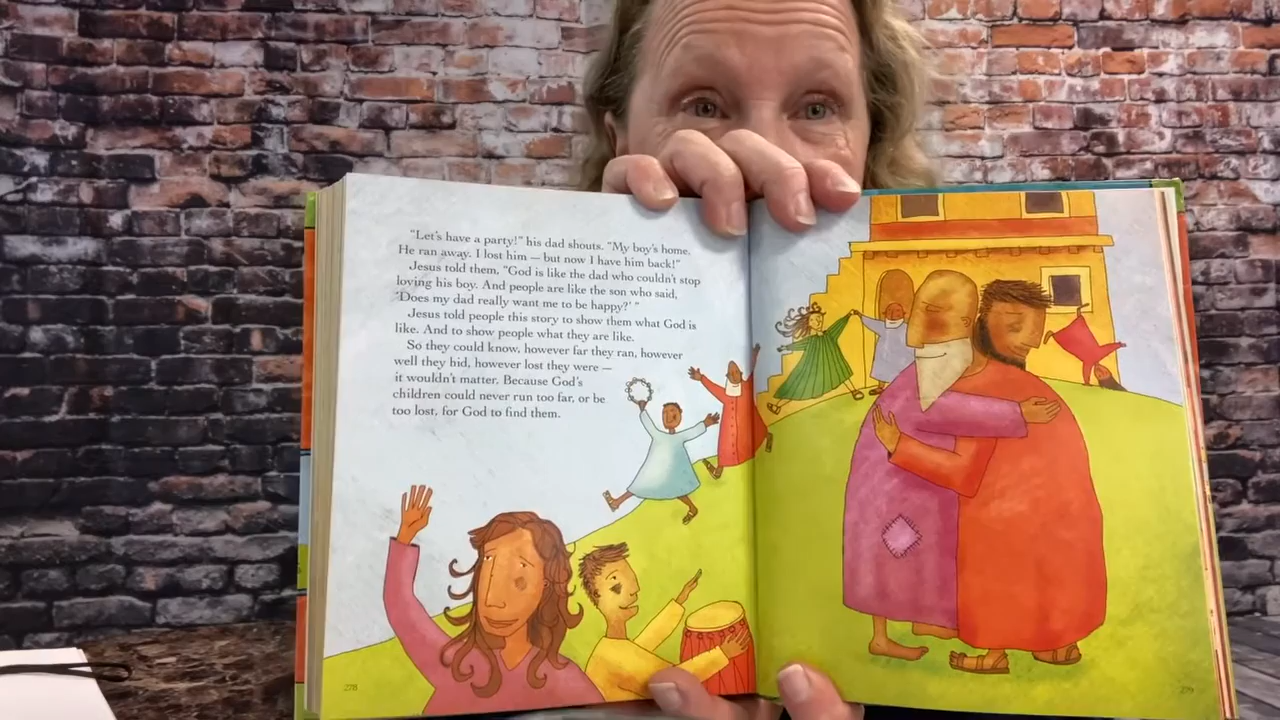 "Let's have a party!" his dad shouts. "My boy's home.
He ran away. I lost him — but now I have him back!"
Jesus told them, "God is like the dad who couldn't stop
loving his boy. And people are like the son who said,
'Does my dad really want me to be happy?' "
Jesus told people this story to show them what God is
like. And to show people what they are like.
So they could know, however far they ran, however
well they hid, however lost they were —
it wouldn't matter. Because God's
children could never run too far, or be
too lost, for God to find them.
278
279